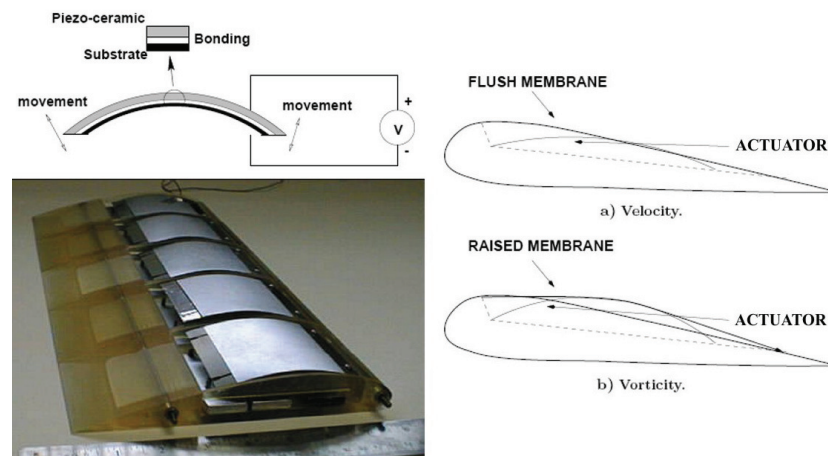 Piezo-ceramic
Bonding
Substrate
movement
movement
+
V
-
FLUSH MEMBRANE
ACTUATOR
a) Velocity.
RAISED MEMBRANE
ACTUATOR
b) Vorticity.